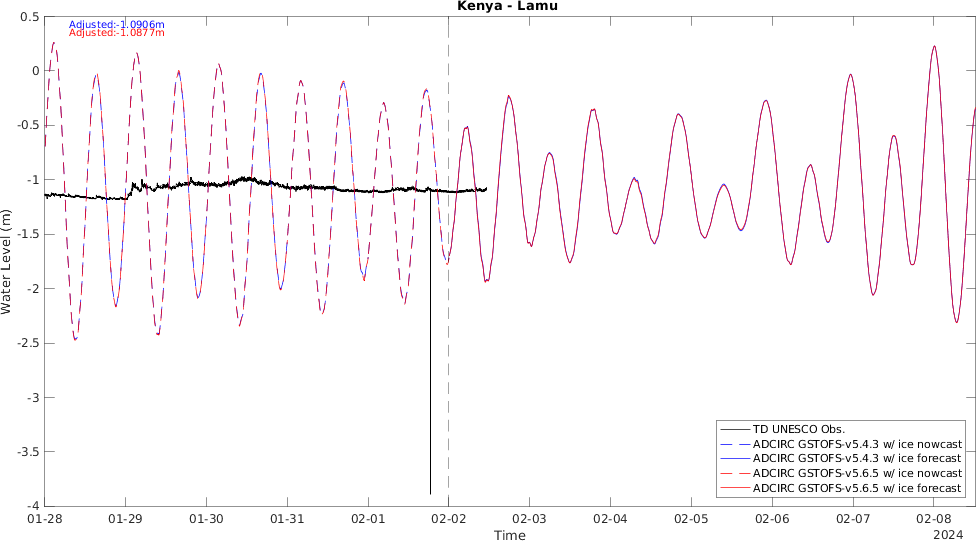 Kenya - Lamu
Adjusted:-1.0906m
Adjusted:-1.0877m
0.5
0
-0.5
-1
-1.5
-2
-2.5
-3
-3.5
-4
Water Level (m)
TD UNESCO Obs.
ADCIRC GSTOFS-v5.4.3 w/ ice nowcast
ADCIRC GSTOFS-v5.4.3 w/ ice forecast
ADCIRC GSTOFS-v5.6.5 w/ ice nowcast
ADCIRC GSTOFS-v5.6.5 w/ ice forecast
01-28 01-29 01-30 01-31 02-01 02-02 02-03 02-04 02-05 02-06 02-07 02-08
Time
2024